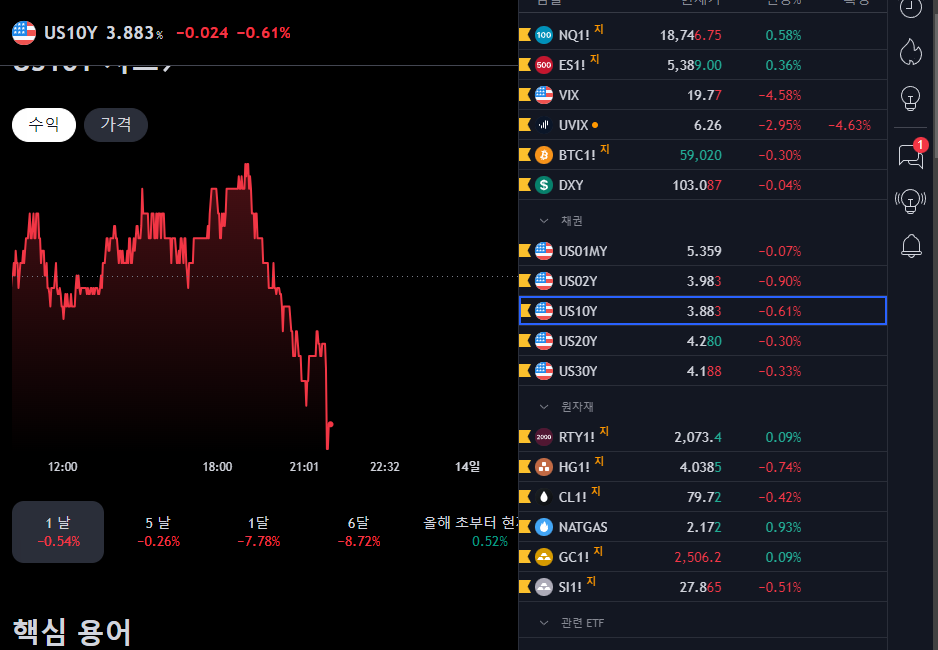 US10Y 3.883% −0.024 −0.61%
수익 가격
12:00 18:00 21:01 22:32 14일
1 날 5 날 1달 6달 올해 초부터 현
−0.54% −0.26% −7.78% −8.72% 0.52%
핵심 용어
100 NQ1! 지 18,746.75 0.58%
500 ES1! 지 5,389.00 0.36%
VIX 19.77 −4.58%
UVIX 6.26 −2.95% −4.63%
BTC1! 지 59,020 −0.30%
$ DXY 103.087 −0.04%
채권
US01MY 5.359 −0.07%
US02Y 3.983 −0.90%
US10Y 3.883 −0.61%
US20Y 4.280 −0.30%
US30Y 4.188 −0.33%
원자재
2000 RTY1! 지 2,073.4 0.09%
HG1! 지 4.0385 −0.74%
CL1! 지 79.72 −0.42%
NATGAS 2.172 0.93%
GC1! 지 2,506.2 0.09%
SI1! 지 27.865 −0.51%
관련 ETF
1